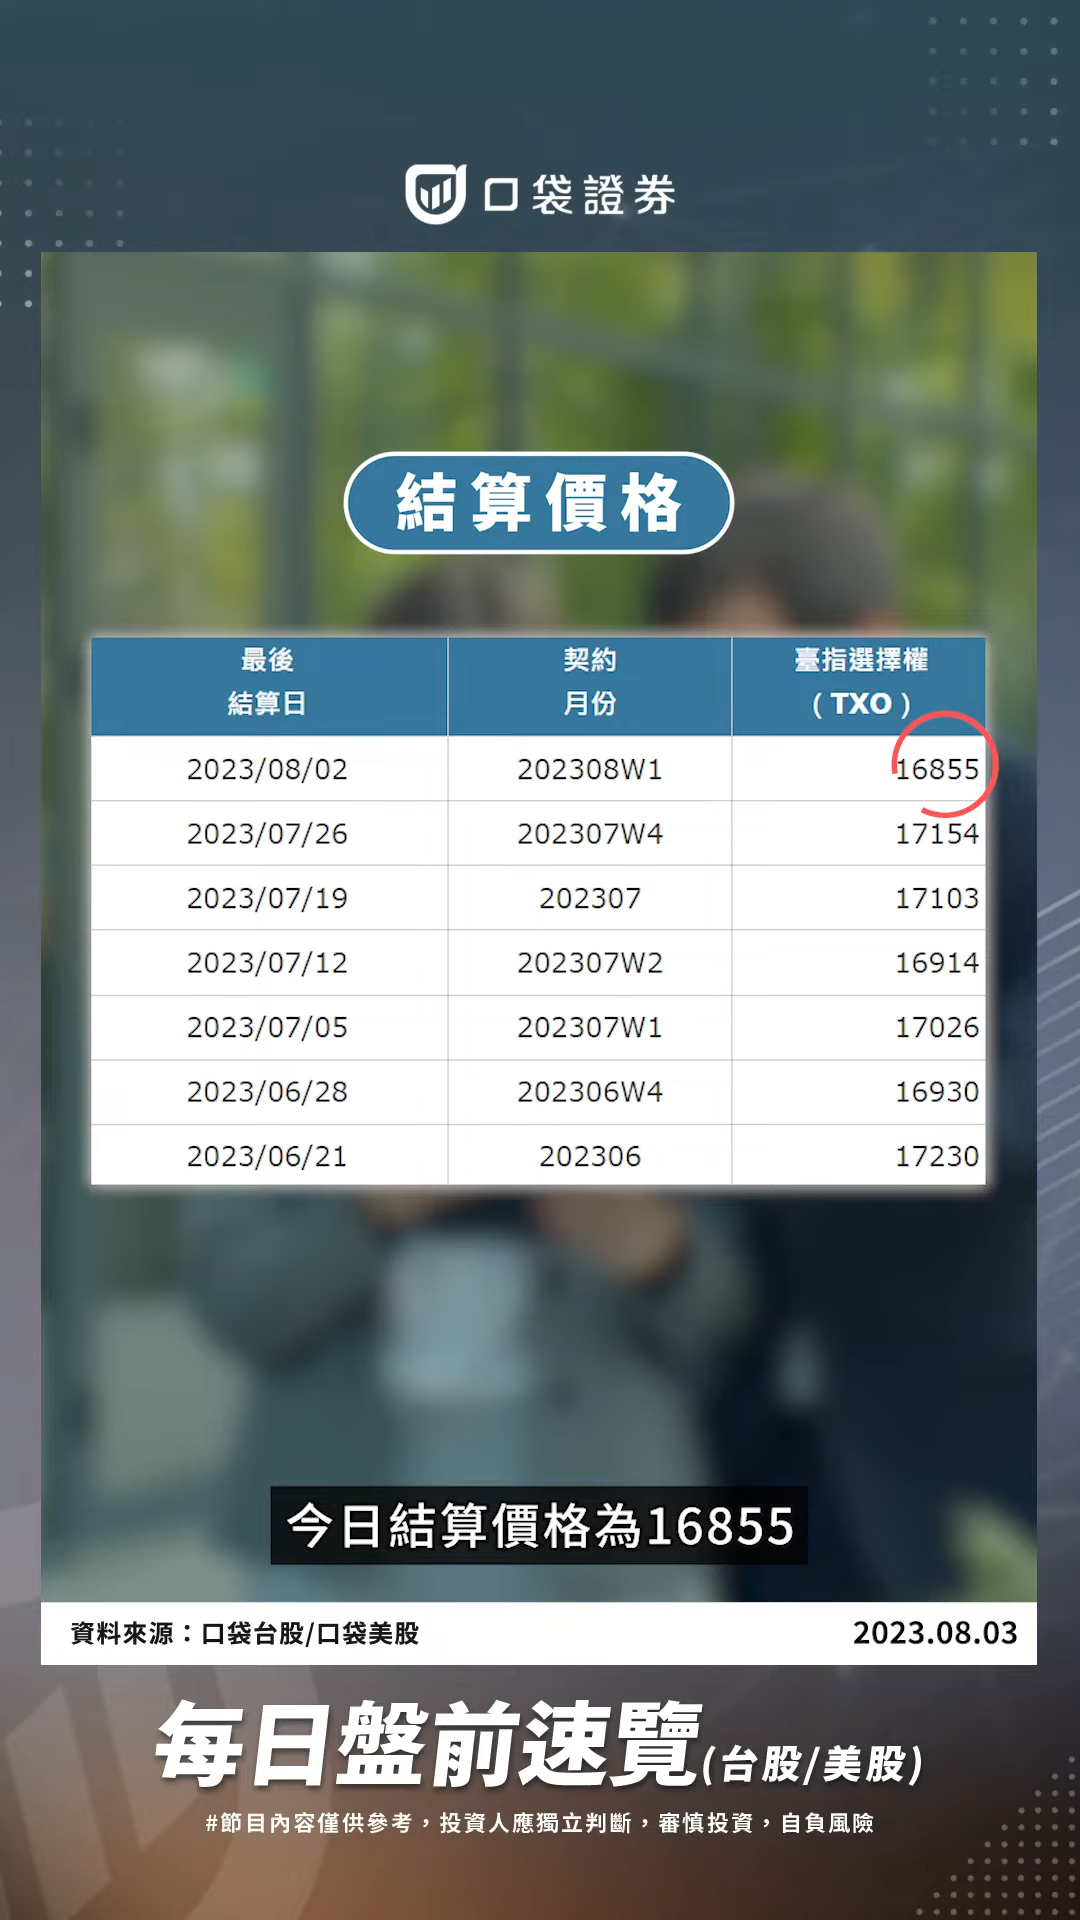 口袋證券
結算價格
最後 契約 臺指選擇權
結算日 月份 (TXO)
2023/08/02 202308W1 16855
2023/07/26 202307W4 17154
2023/07/19 202307 17103
2023/07/12 202307W2 16914
2023/07/05 202307W1 17026
2023/06/28 202306W4 16930
2023/06/21 202306 17230
今日結算價格為16855
資料來源：口袋台股/口袋美股 2023.08.03
每日盤前速覽(台股/美股)
#節目內容僅供參考，投資人應獨立判斷，審慎投資，自負風險